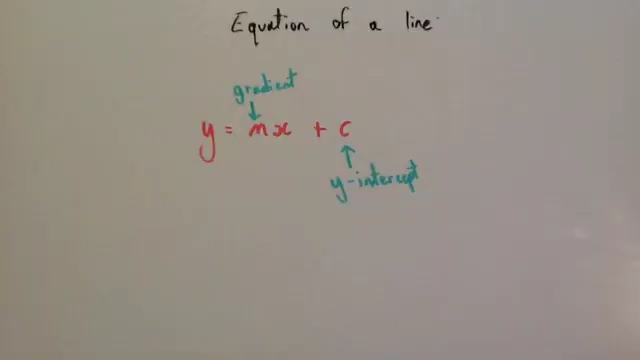 Equation of a line
gradient
y = mx + c
y-intercept